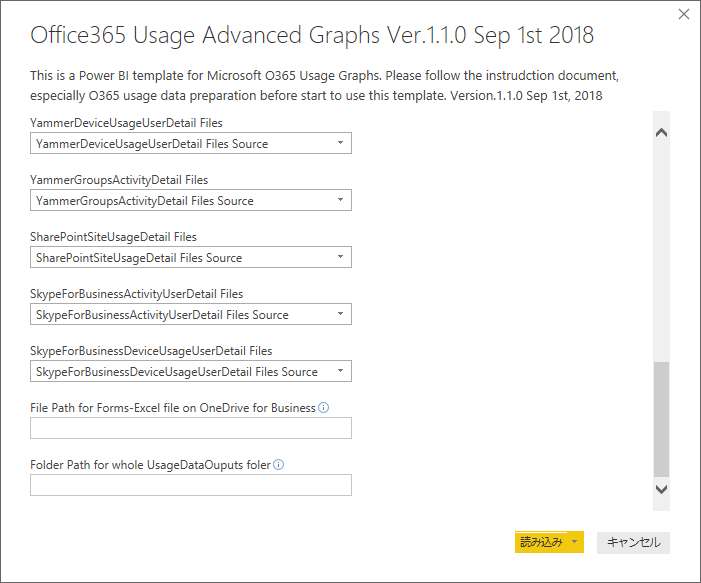 Office365 Usage Advanced Graphs Ver.1.1.0 Sep 1st 2018
This is a Power BI template for Microsoft O365 Usage Graphs. Please follow the instrudction document,
especially O365 usage data preparation before start to use this template. Version.1.1.0 Sep 1st, 2018
YammerDeviceUsageUserDetail Files
YammerDeviceUsageUserDetail Files Source
YammerGroupsActivityDetail Files
YammerGroupsActivityDetail Files Source
SharePointSiteUsageDetail Files
SharePointSiteUsageDetail Files Source
SkypeForBusinessActivityUserDetail Files
SkypeForBusinessActivityUserDetail Files Source
SkypeForBusinessDeviceUsageUserDetail Files
SkypeForBusinessDeviceUsageUserDetail Files Source
File Path for Forms-Excel file on OneDrive for Business
Folder Path for whole UsageDataOuputs foler
読み込み
キャンセル